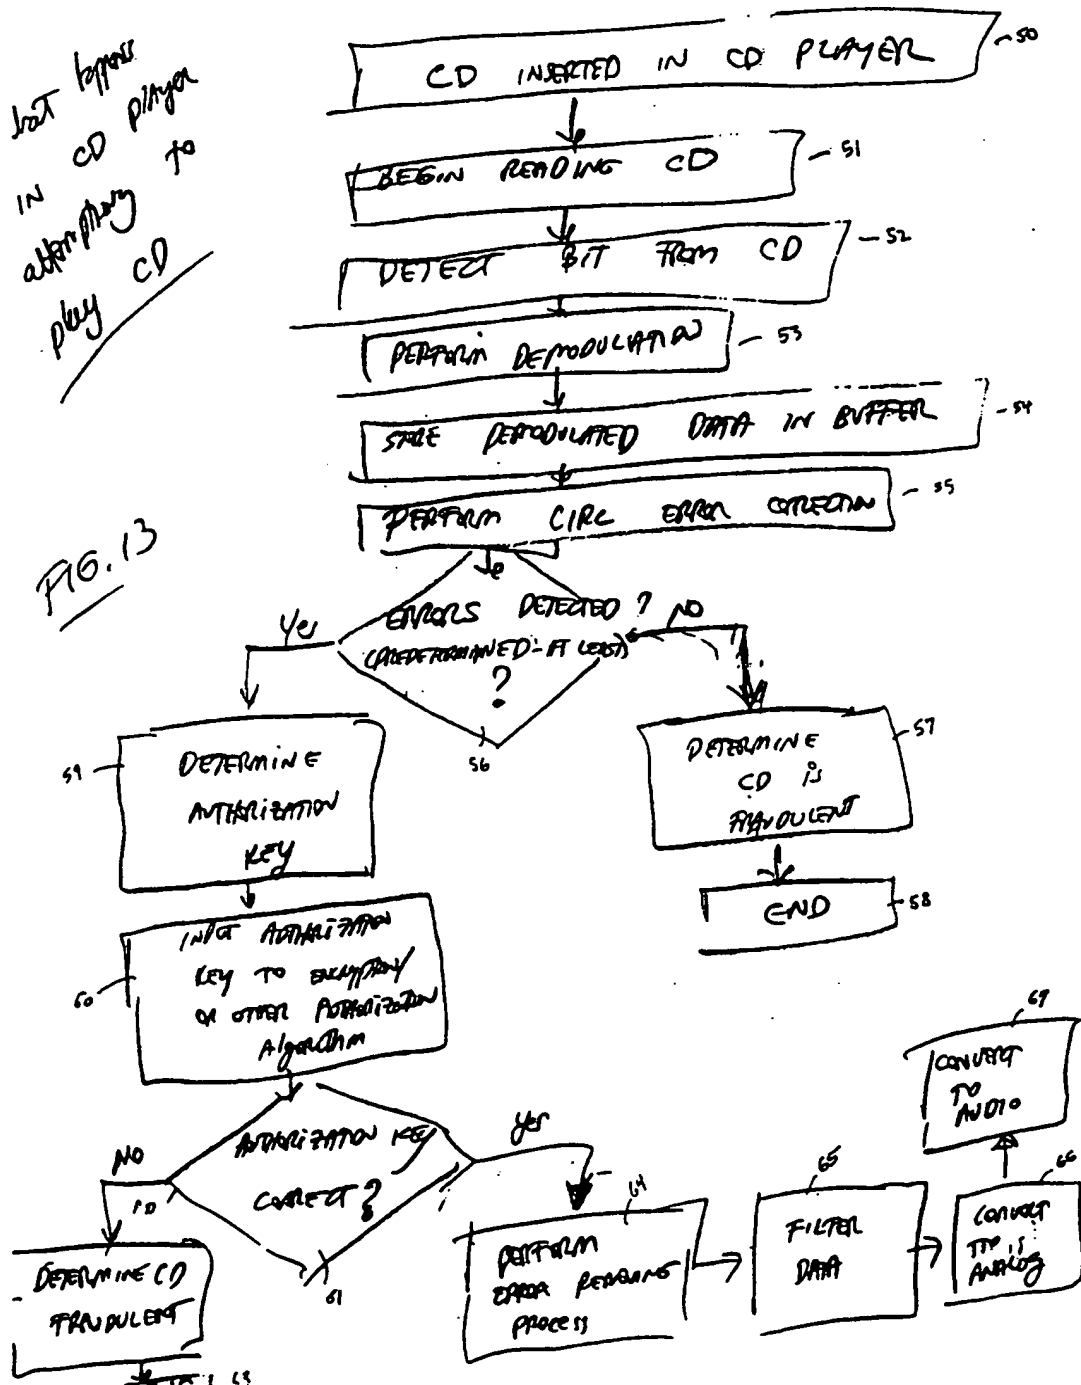 CD INSERTED IN CD PLAYER
50
IN CD PLAYER
attempting to
play CD
BEGIN READING CD
51
DETECT BIT FROM CD
52
PERFORM DEMODULATION
53
STORE DEMODULATED DATA IN BUFFER
54
PERFORM CIRC ERROR CORRECTION
55
FIG. 13
ERRORS DETECTED?
(PREDETERMINED - AT LEAST)
?
56
Yes
NO
DETERMINE
AUTHORIZATION
KEY
59
DETERMINE
CD is
FRAUDULENT
57
END
58
INPUT AUTHORIZATION
KEY TO ENCRYPTION/
OR OTHER AUTHORIZATION
Algorithm
60
AUTHORIZATION KEY
CORRECT?
61
NO
Yes
DETERMINE CD
FRAUDULENT
63
PERFORM
ERROR READING
PROCESS
64
FILTER
DATA
65
CONVERT
TO
ANALOG
66
CONVERT
TO
AUDIO
67